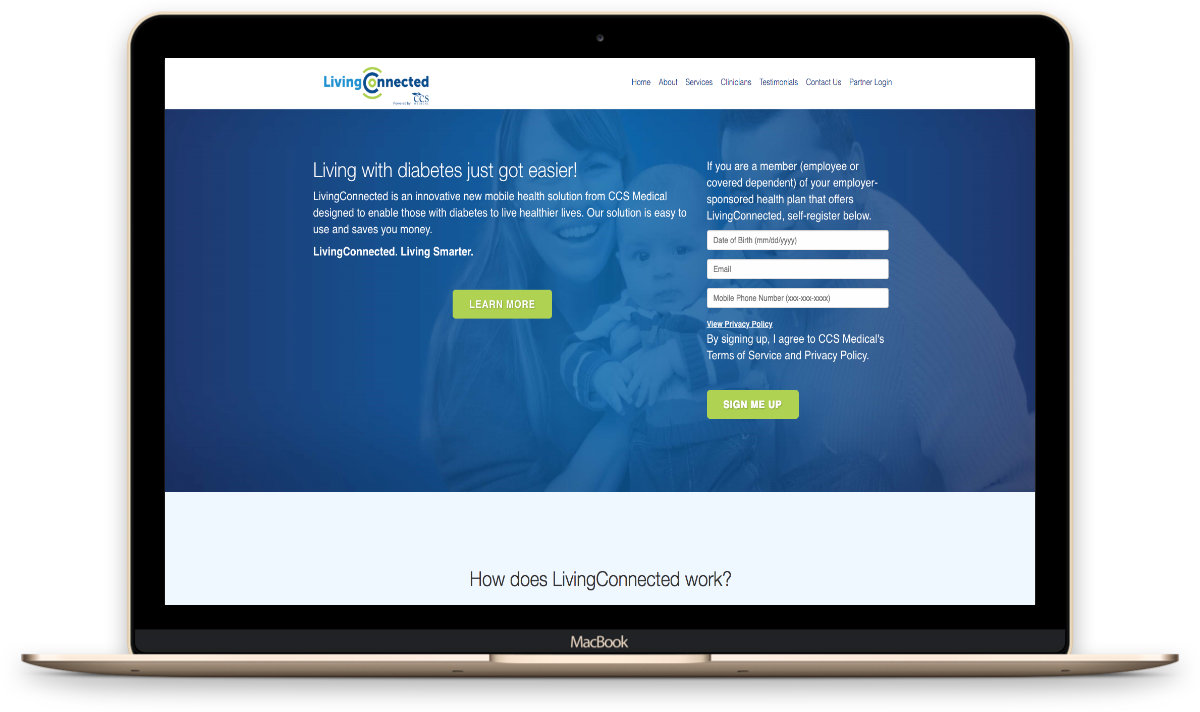 LivingConnected
Powered by CCS
Home About Services Clinicians Testimonials Contact Us Partner Login
Living with diabetes just got easier!
LivingConnected is an innovative new mobile health solution from CCS Medical
designed to enable those with diabetes to live healthier lives. Our solution is easy to
use and saves you money.
LivingConnected. Living Smarter.
LEARN MORE
If you are a member (employee or
covered dependent) of your employer-
sponsored health plan that offers
LivingConnected, self-register below.
Date of Birth (mm/dd/yyyy)
Email
Mobile Phone Number (xxx-xxx-xxxx)
View Privacy Policy
By signing up, I agree to CCS Medical's
Terms of Service and Privacy Policy.
SIGN ME UP
How does LivingConnected work?
MacBook